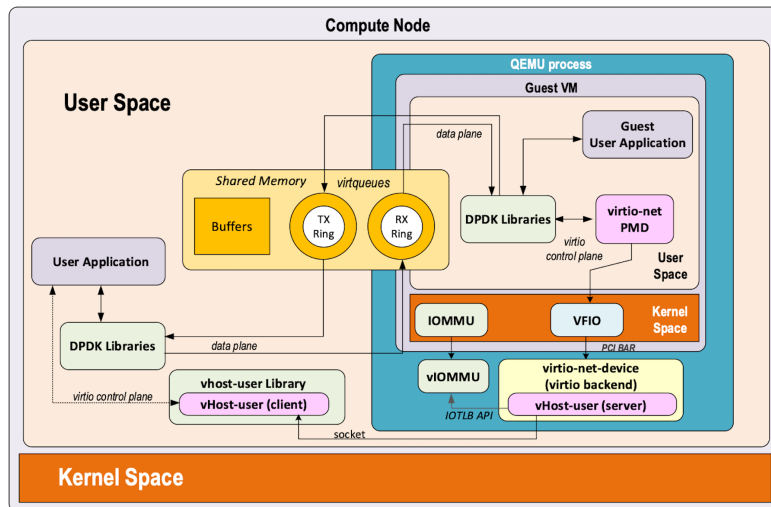 Compute Node
User Space
QEMU process
Guest VM
Guest
User Application
data plane
Shared Memory
virtqueues
Buffers
TX
Ring
RX
Ring
DPDK Libraries
virtio-net
PMD
virtio
control plane
User
Space
User Application
DPDK Libraries
data plane
IOMMU
VFIO
Kernel
Space
PCI BAR
vIOMMU
virtio-net-device
(virtio backend)
vHost-user (server)
IOTLB API
vhost-user Library
vHost-user (client)
virtio control plane
socket
Kernel Space